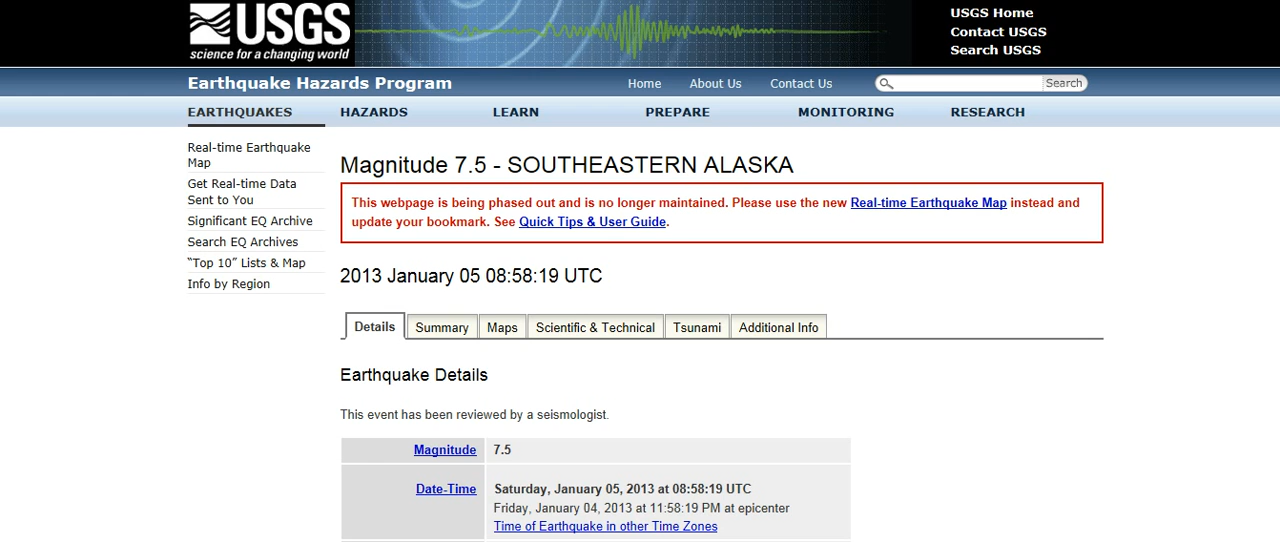 USGS
science for a changing world
USGS Home
Contact USGS
Search USGS
Earthquake Hazards Program
Home About Us Contact Us Search
EARTHQUAKES HAZARDS LEARN PREPARE MONITORING RESEARCH
Real-time Earthquake
Map
Get Real-time Data
Sent to You
Significant EQ Archive
Search EQ Archives
“Top 10” Lists & Map
Info by Region
Magnitude 7.5 - SOUTHEASTERN ALASKA
This webpage is being phased out and is no longer maintained. Please use the new Real-time Earthquake Map instead and
update your bookmark. See Quick Tips & User Guide.
2013 January 05 08:58:19 UTC
Details Summary Maps Scientific & Technical Tsunami Additional Info
Earthquake Details
This event has been reviewed by a seismologist.
Magnitude 7.5
Date-Time Saturday, January 05, 2013 at 08:58:19 UTC
Friday, January 04, 2013 at 11:58:19 PM at epicenter
Time of Earthquake in other Time Zones